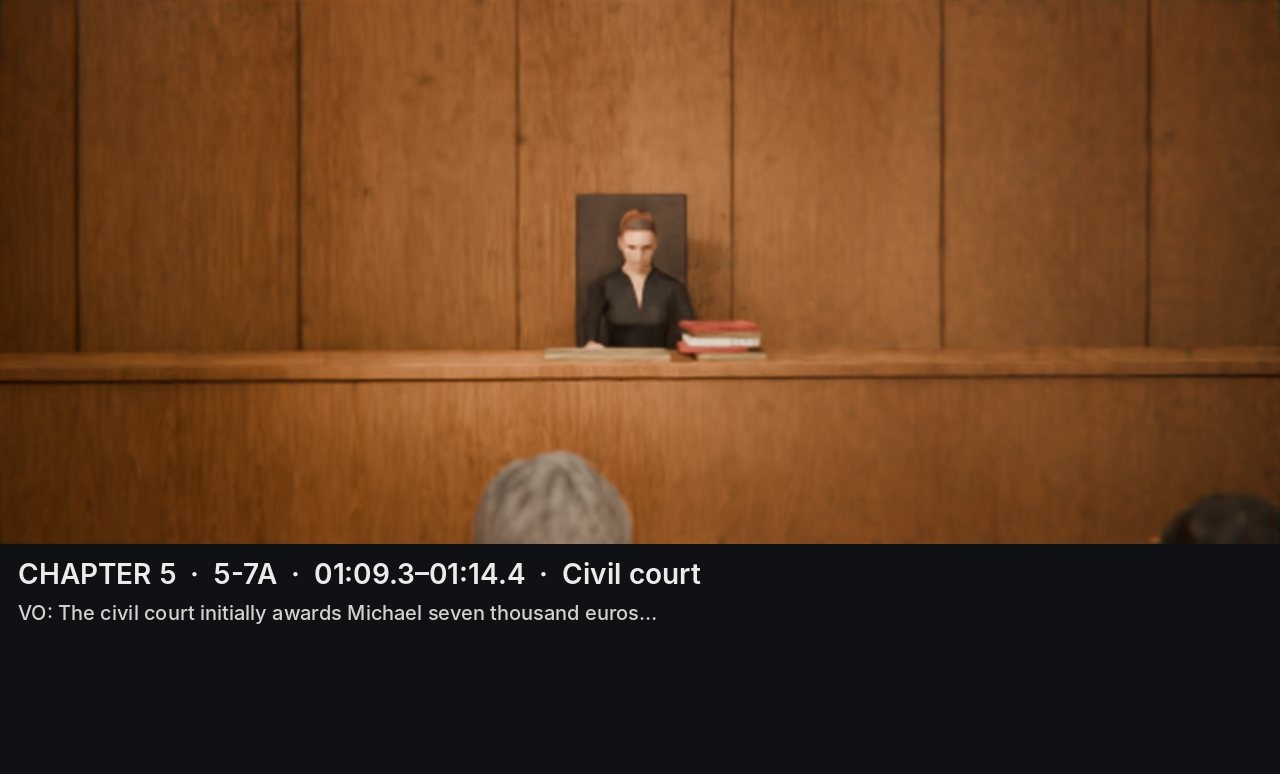 CHAPTER 5 · 5-7A · 01:09.3–01:14.4 · Civil court
VO: The civil court initially awards Michael seven thousand euros...